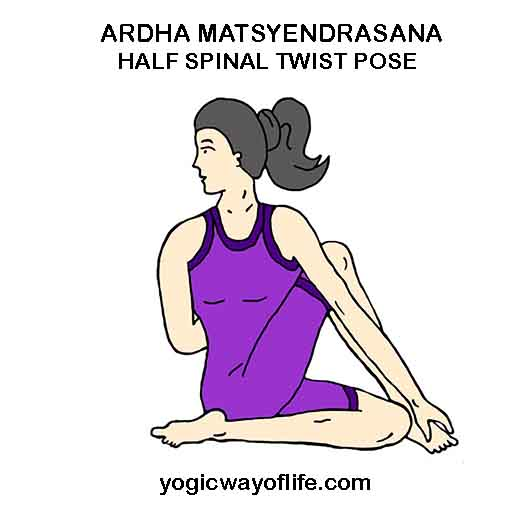 ARDHA MATSYENDRASANA
HALF SPINAL TWIST POSE
yogicwayoflife.com